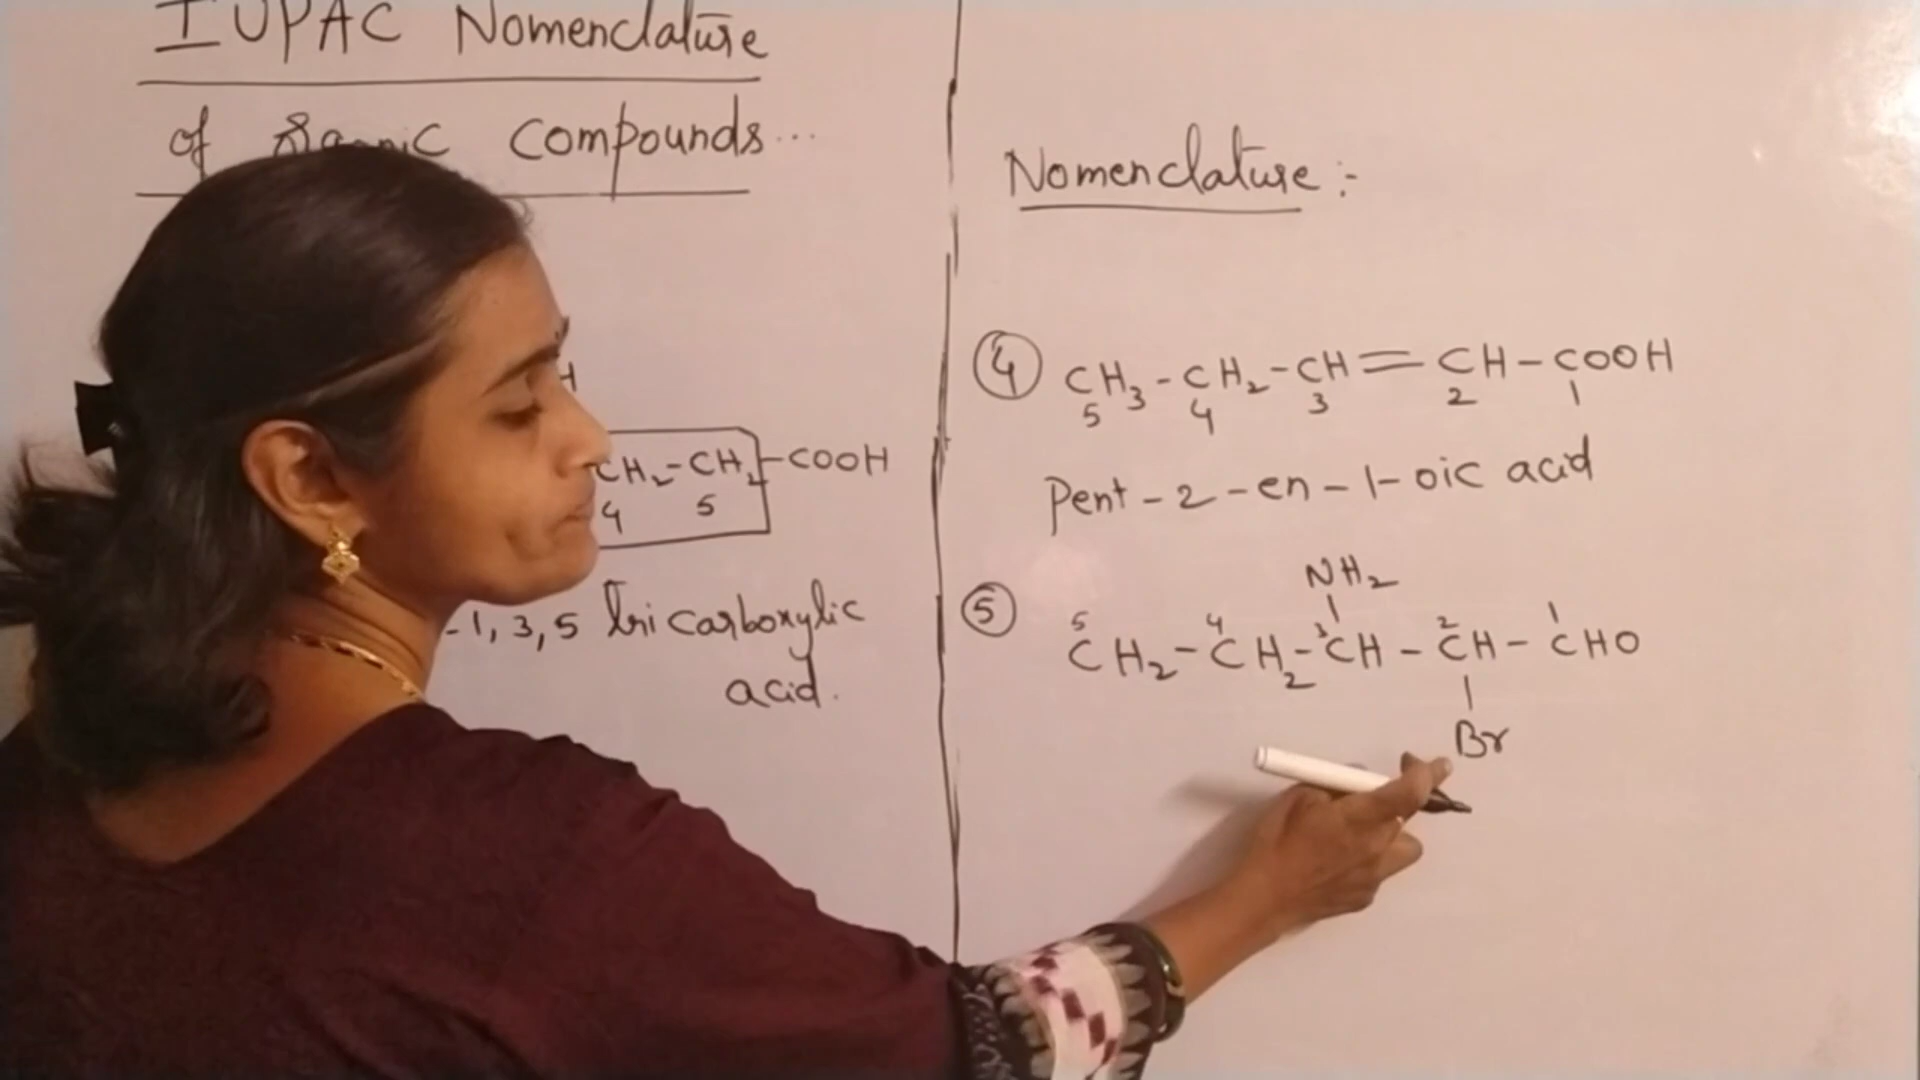 IUPAC Nomenclature
of compounds...
H
CH₂-CH₂-COOH
4 5
-1, 3, 5 tricarboxylic
acid.
Nomenclature :-
④ CH₃-CH₂-CH=CH-COOH
5 4 3 2 1
Pent-2-en-1-oic acid
NH₂
⑤ 5 4 3 2 1
CH₂-CH₂-CH-CH-CHO
Br